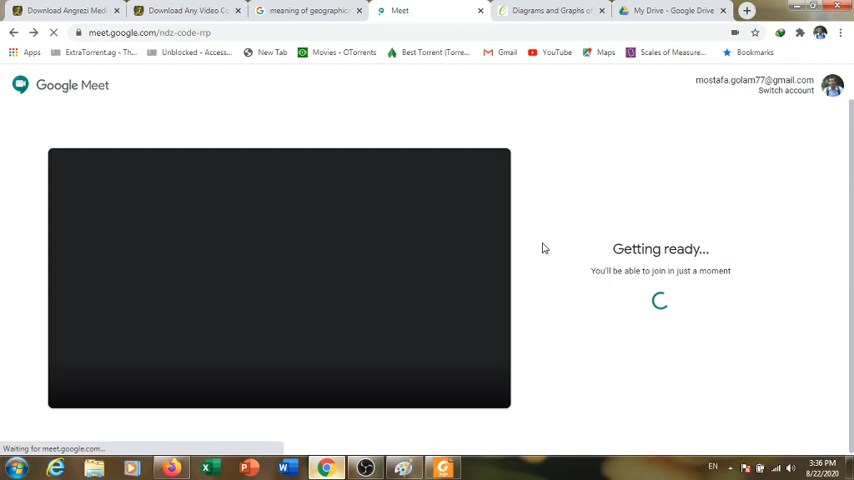 Download Angrezi Medi
Download Any Video Co
meaning of geographica
Meet
Diagrams and Graphs of
My Drive - Google Drive
meet.google.com/ndz-code-rrp
Apps
ExtraTorrent.ag - Th...
Unblocked - Access...
New Tab
Movies - OTorrents
Best Torrent (Torre...
Gmail
YouTube
Maps
Scales of Measure...
Bookmarks
Google Meet
mostafa.golam77@gmail.com
Switch account
Getting ready...
You'll be able to join in just a moment
Waiting for meet.google.com...
EN
3:36 PM
8/22/2020